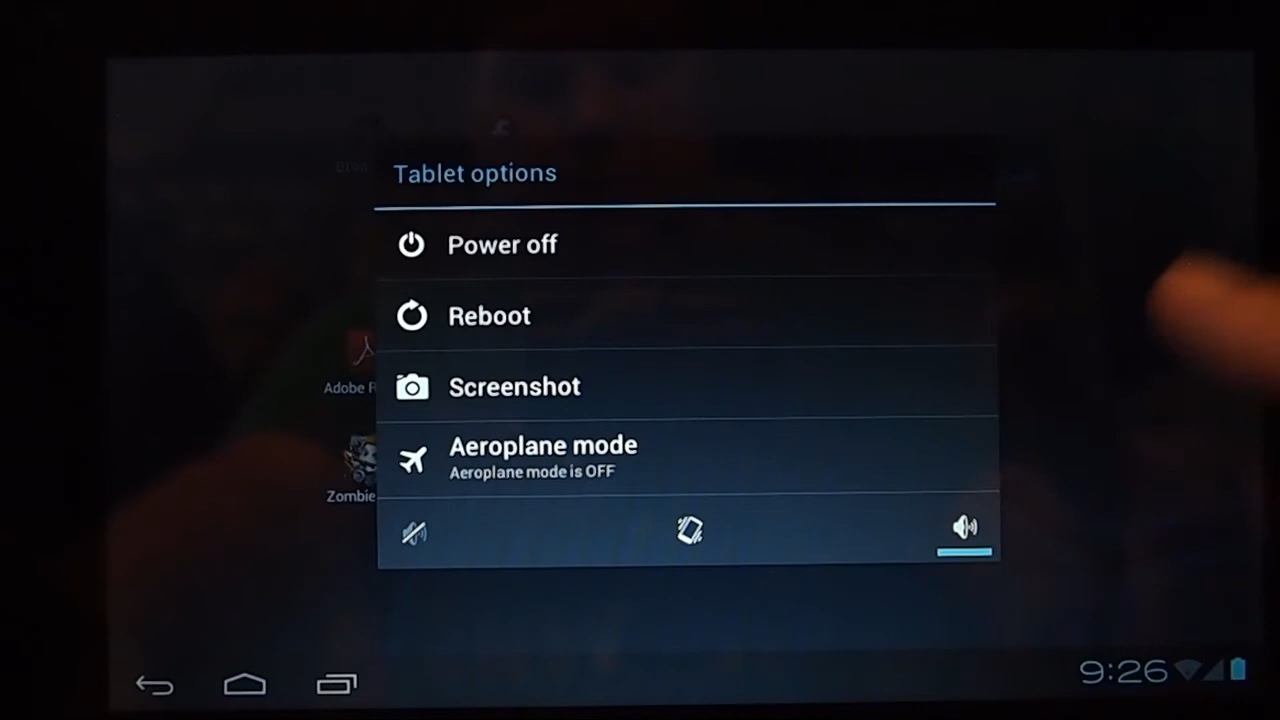 Tablet options
Power off
Reboot
Screenshot
Aeroplane mode
Aeroplane mode is OFF
Adobe R
Zombie
9:26